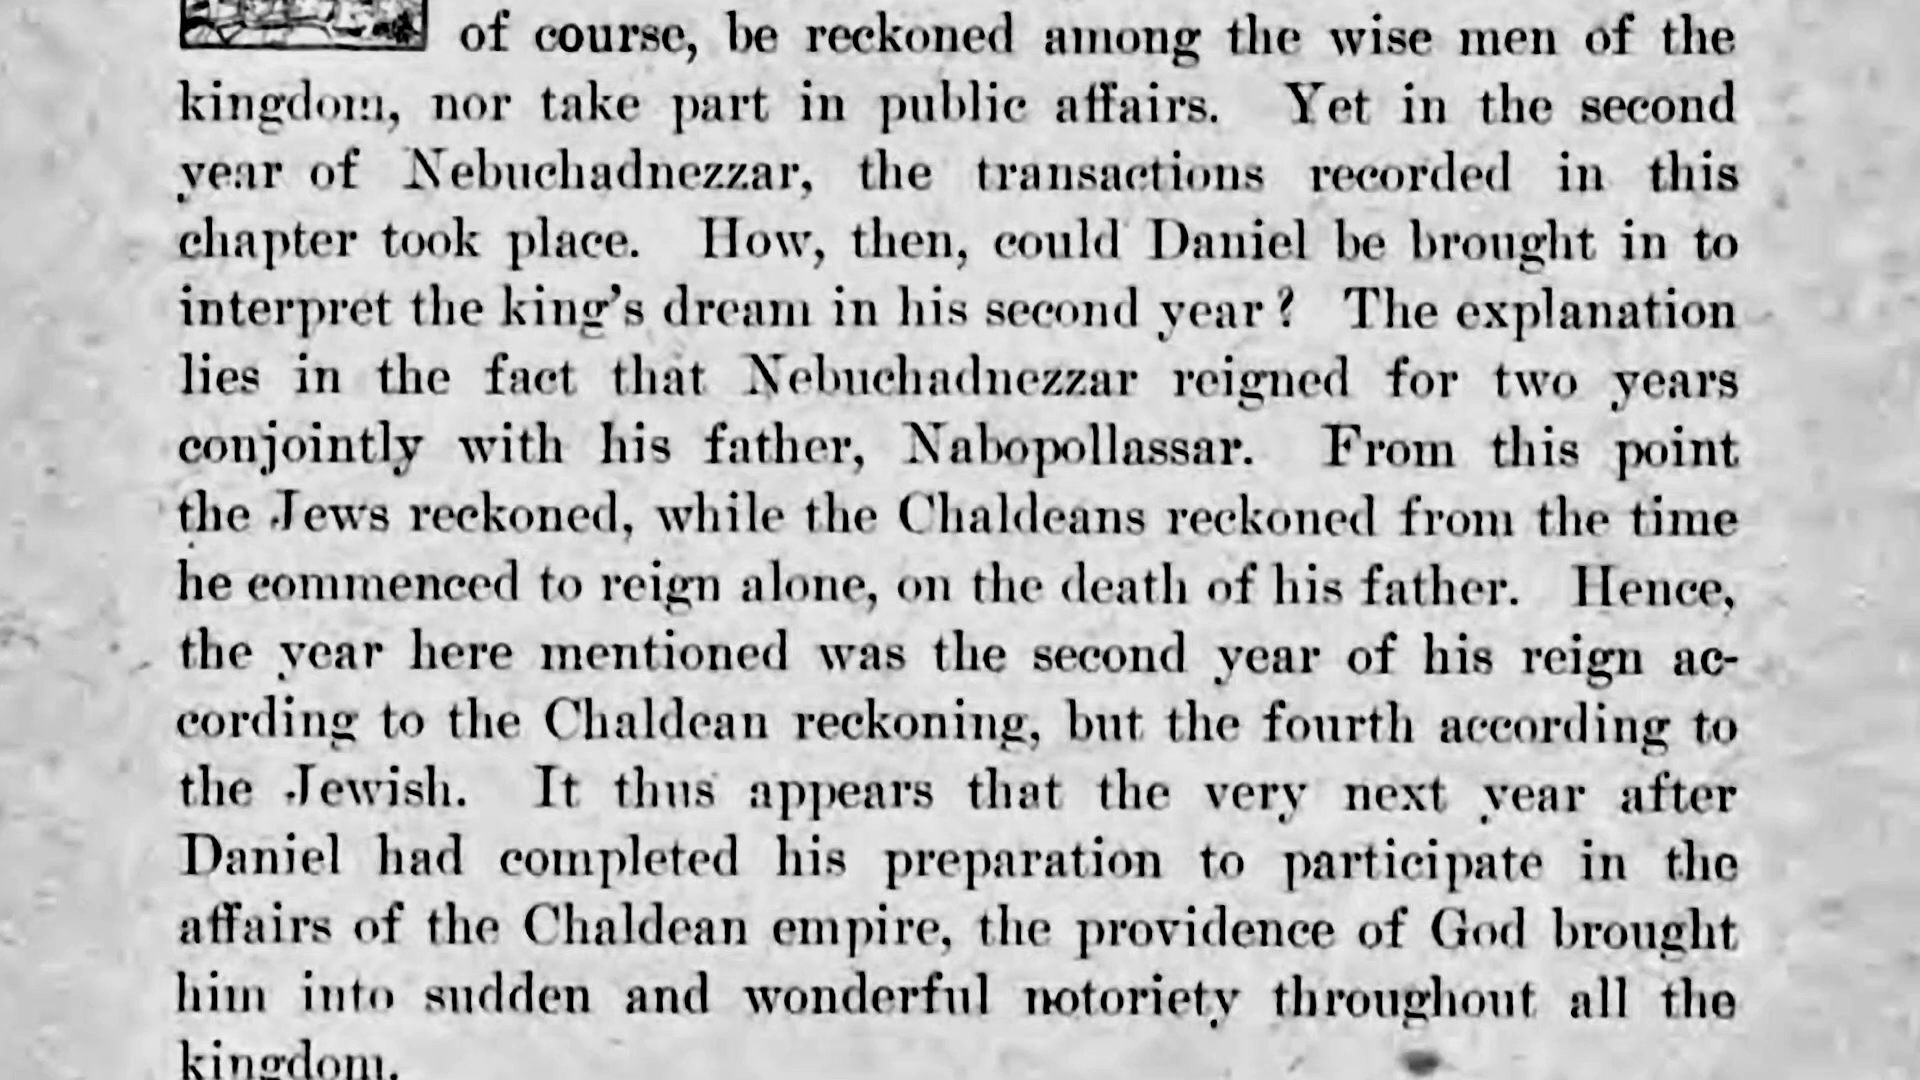 of course, be reckoned among the wise men of the
kingdom, nor take part in public affairs. Yet in the second
year of Nebuchadnezzar, the transactions recorded in this
chapter took place. How, then, could Daniel be brought in to
interpret the king's dream in his second year? The explanation
lies in the fact that Nebuchadnezzar reigned for two years
conjointly with his father, Nabopollassar. From this point
the Jews reckoned, while the Chaldeans reckoned from the time
he commenced to reign alone, on the death of his father. Hence,
the year here mentioned was the second year of his reign ac-
cording to the Chaldean reckoning, but the fourth according to
the Jewish. It thus appears that the very next year after
Daniel had completed his preparation to participate in the
affairs of the Chaldean empire, the providence of God brought
him into sudden and wonderful notoriety throughout all the
kingdom.